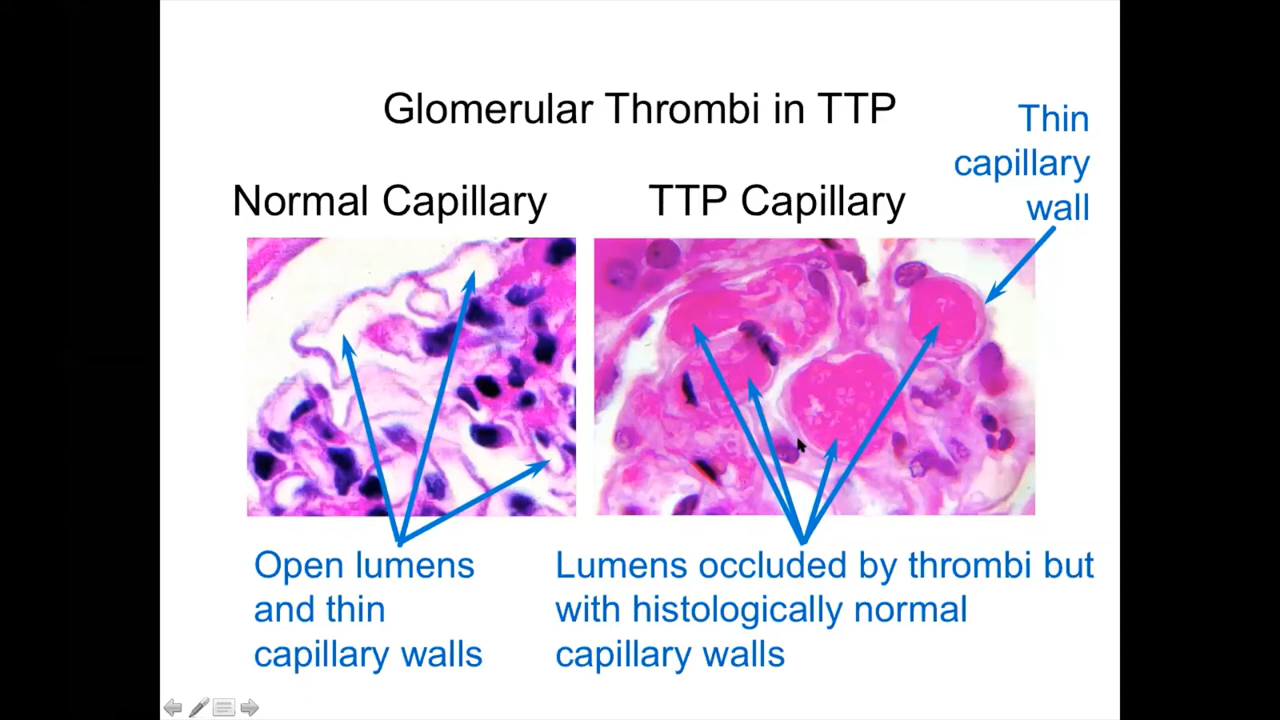 Glomerular Thrombi in TTP
Thin
capillary
wall
Normal Capillary
TTP Capillary
Open lumens
and thin
capillary walls
Lumens occluded by thrombi but
with histologically normal
capillary walls